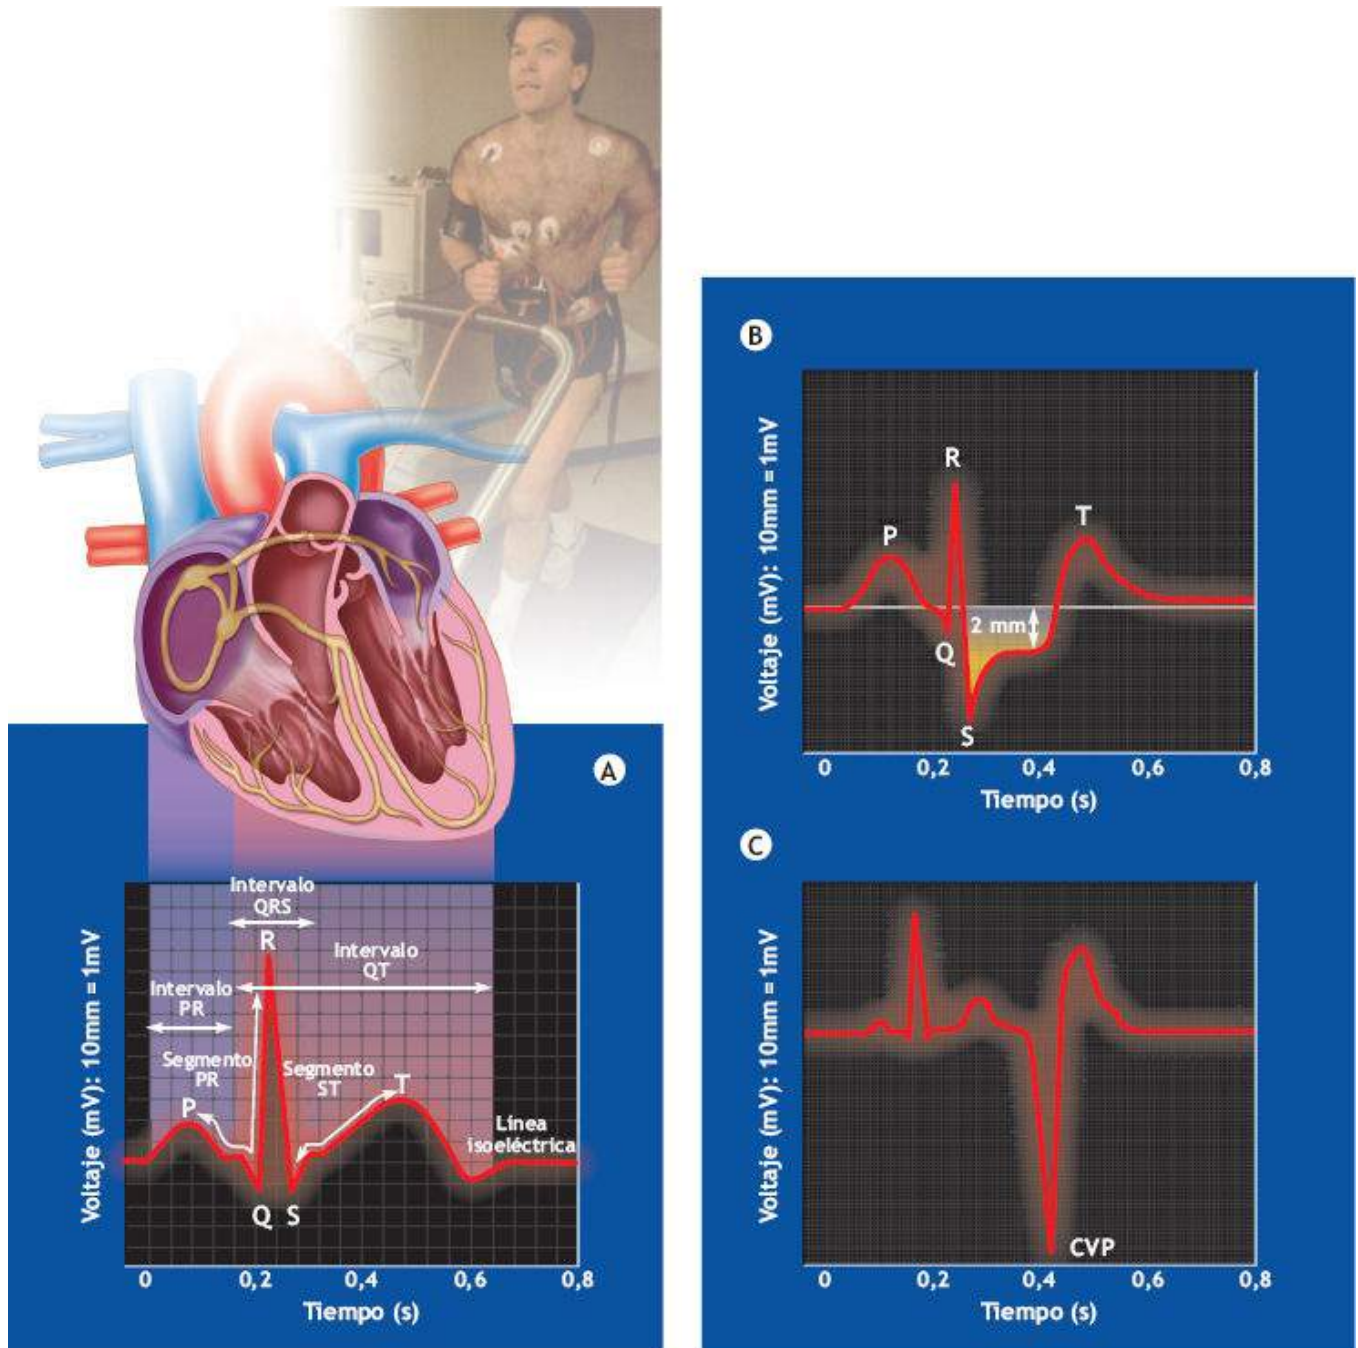 A
Intervalo
QRS
R
Intervalo
QT
Intervalo
PR
Segmento
PR
Segmento
ST
P
T
Línea
isoeléctrica
Q S
Voltaje (mV): 10mm = 1mV
0 0,2 0,4 0,6 0,8
Tiempo (s)
B
R
P
T
2 mm
Q
S
Voltaje (mV): 10mm = 1mV
0 0,2 0,4 0,6 0,8
Tiempo (s)
C
CVP
Voltaje (mV): 10mm = 1mV
0 0,2 0,4 0,6 0,8
Tiempo (s)